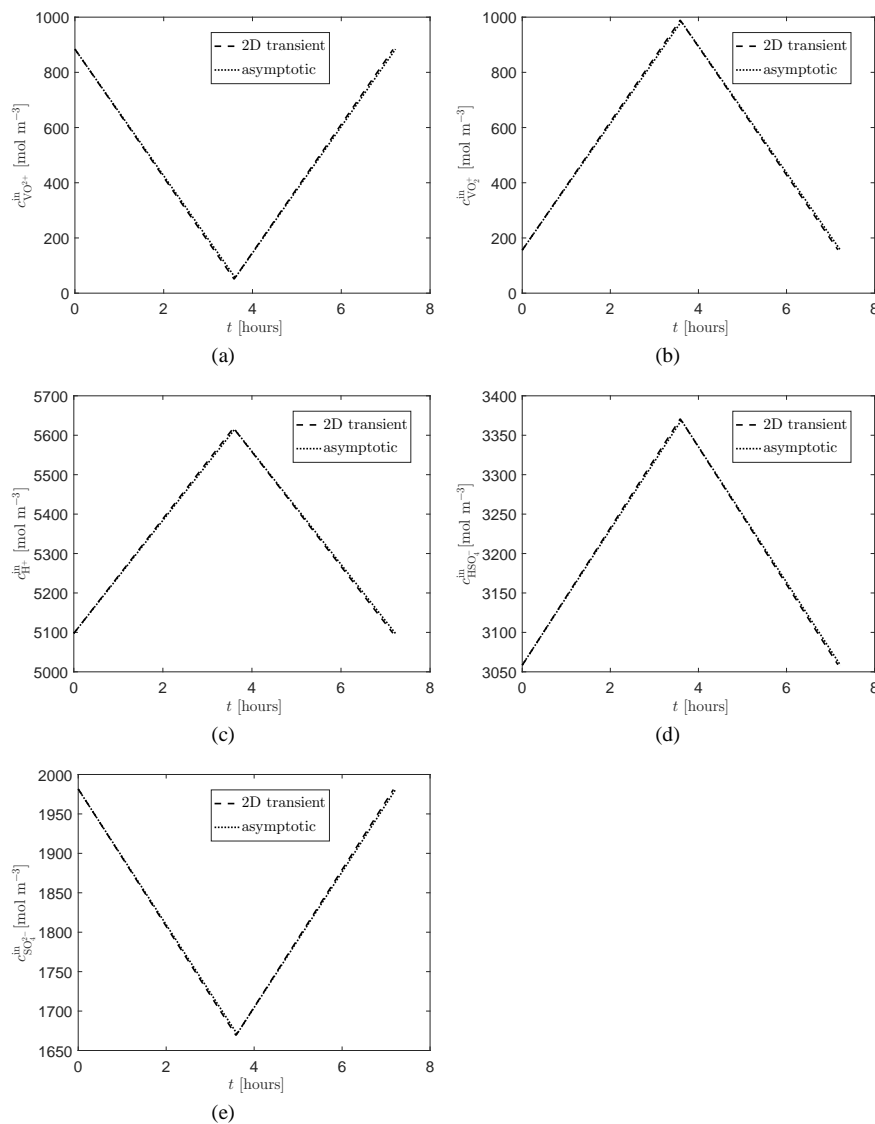 1000
800
600
400
200
0
0 2 4 6 8
c^in_VO²⁺ [mol m⁻³]
t [hours]
2D transient
asymptotic
(a)
1000
800
600
400
200
0
0 2 4 6 8
c^in_VO₂⁺ [mol m⁻³]
t [hours]
2D transient
asymptotic
(b)
5700
5600
5500
5400
5300
5200
5100
5000
0 2 4 6 8
c^in_H⁺ [mol m⁻³]
t [hours]
2D transient
asymptotic
(c)
3400
3350
3300
3250
3200
3150
3100
3050
0 2 4 6 8
c^in_HSO₄⁻ [mol m⁻³]
t [hours]
2D transient
asymptotic
(d)
2000
1950
1900
1850
1800
1750
1700
1650
0 2 4 6 8
c^in_SO₄²⁻ [mol m⁻³]
t [hours]
2D transient
asymptotic
(e)